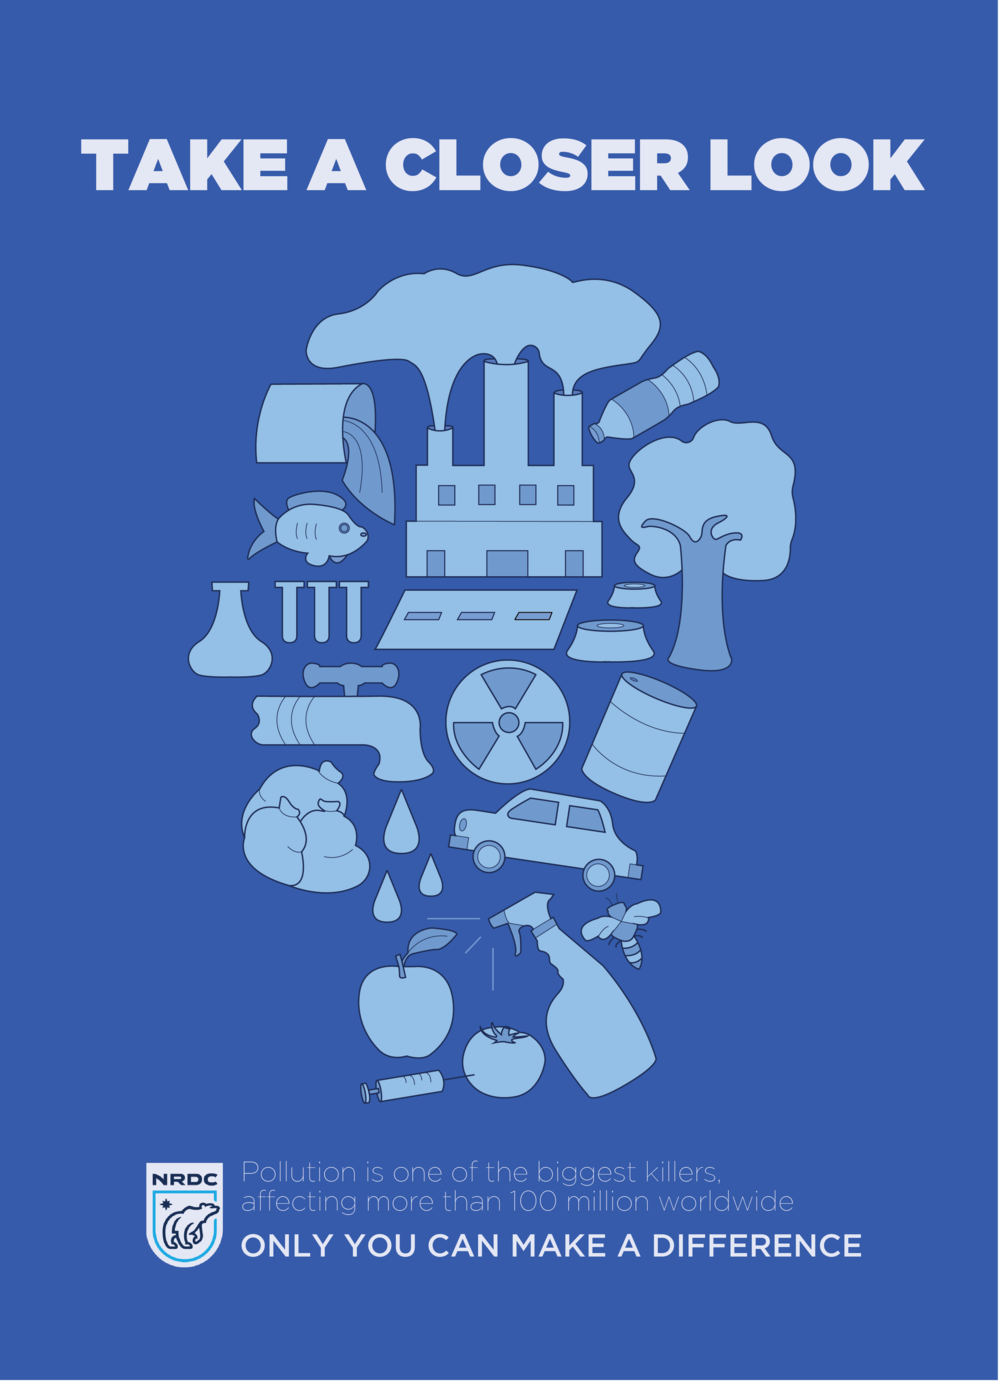 TAKE A CLOSER LOOK
NRDC
Pollution is one of the biggest killers,
affecting more than 100 million worldwide
ONLY YOU CAN MAKE A DIFFERENCE